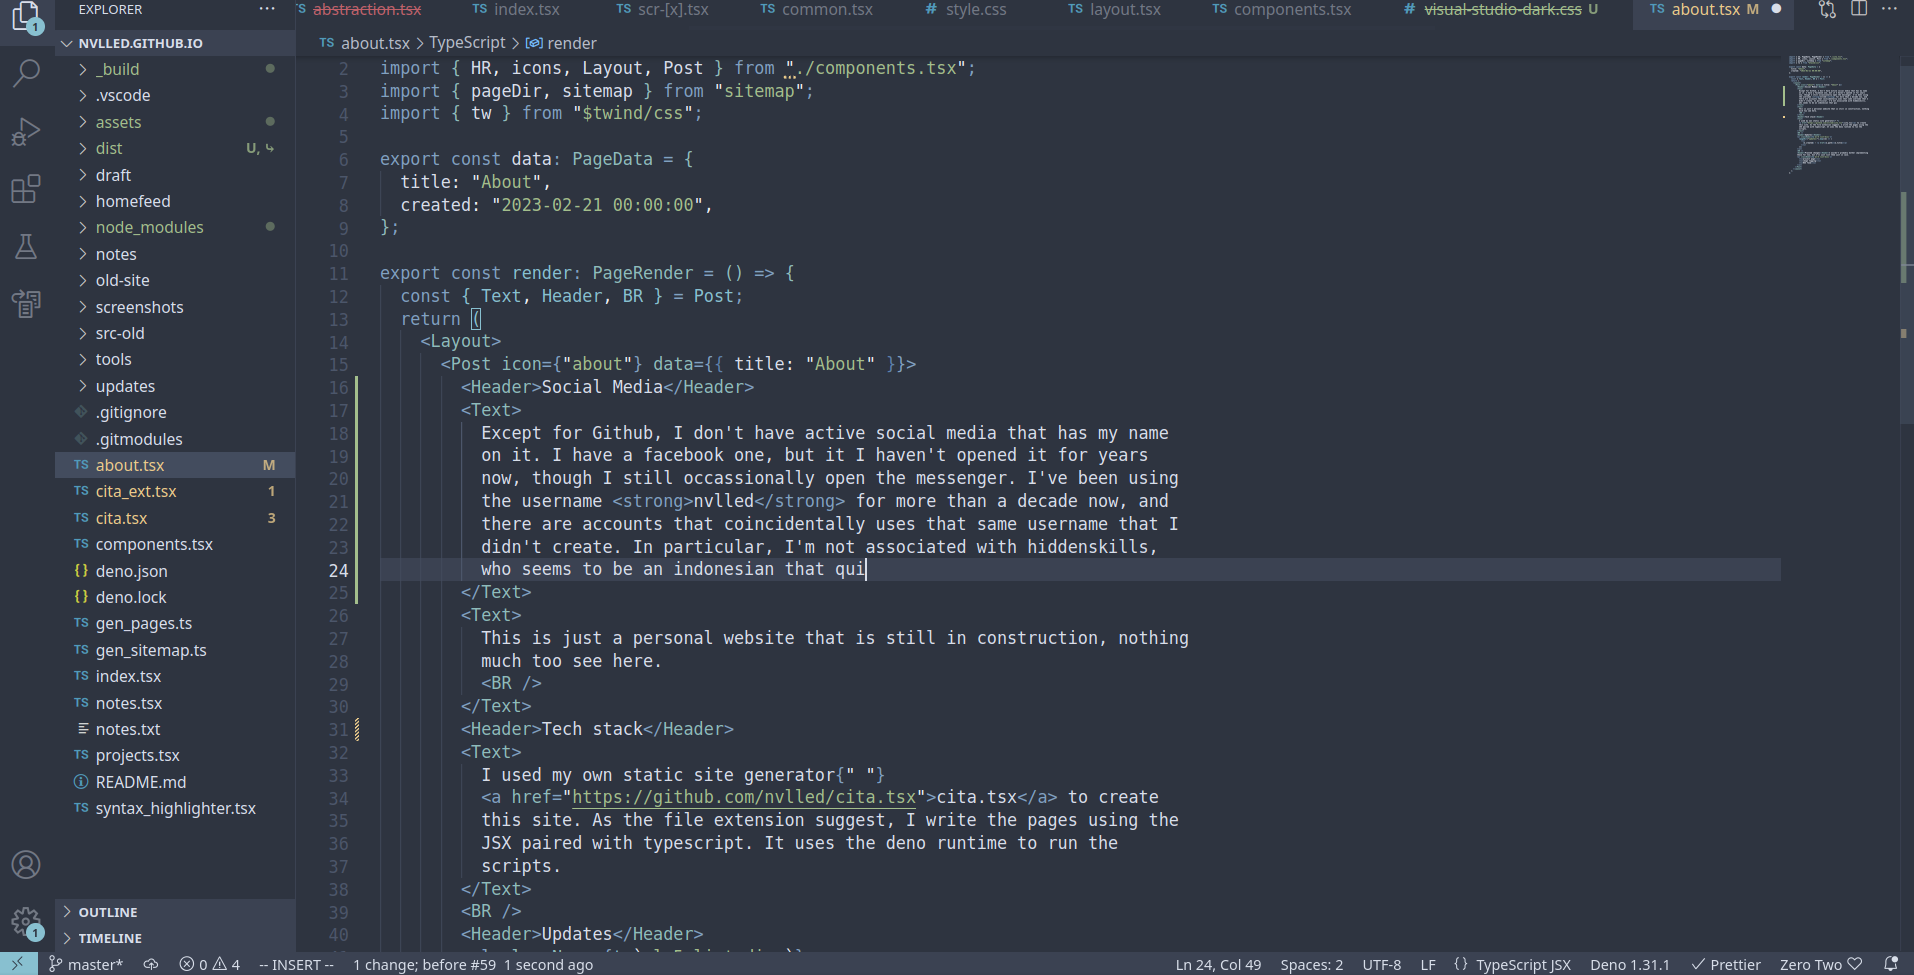 EXPLORER ···
abstraction.tsx
TS index.tsx
TS scr-[x].tsx
TS common.tsx
# style.css
TS layout.tsx
TS components.tsx
# visual-studio-dark.css U
TS about.tsx M ●
1
NVLLED.GITHUB.IO
_build
.vscode
assets
dist U,
draft
homefeed
node_modules
notes
old-site
screenshots
src-old
tools
updates
.gitignore
.gitmodules
TS about.tsx M
TS cita_ext.tsx 1
TS cita.tsx 3
TS components.tsx
{} deno.json
{} deno.lock
TS gen_pages.ts
TS gen_sitemap.ts
TS index.tsx
TS notes.tsx
notes.txt
TS projects.tsx
README.md
TS syntax_highlighter.tsx
OUTLINE
TIMELINE
1
TS about.tsx > TypeScript > render
2 import { HR, icons, Layout, Post } from "./components.tsx";
3 import { pageDir, sitemap } from "sitemap";
4 import { tw } from "$twind/css";
5
6 export const data: PageData = {
7 title: "About",
8 created: "2023-02-21 00:00:00",
9 };
10
11 export const render: PageRender = () => {
12 const { Text, Header, BR } = Post;
13 return (
14 <Layout>
15 <Post icon={"about"} data={{ title: "About" }}>
16 <Header>Social Media</Header>
17 <Text>
18 Except for Github, I don't have active social media that has my name
19 on it. I have a facebook one, but it I haven't opened it for years
20 now, though I still occassionally open the messenger. I've been using
21 the username <strong>nvlled</strong> for more than a decade now, and
22 there are accounts that coincidentally uses that same username that I
23 didn't create. In particular, I'm not associated with hiddenskills,
24 who seems to be an indonesian that qui
25 </Text>
26 <Text>
27 This is just a personal website that is still in construction, nothing
28 much too see here.
29 <BR />
30 </Text>
31 <Header>Tech stack</Header>
32 <Text>
33 I used my own static site generator{" "}
34 <a href="https://github.com/nvlled/cita.tsx">cita.tsx</a> to create
35 this site. As the file extension suggest, I write the pages using the
36 JSX paired with typescript. It uses the deno runtime to run the
37 scripts.
38 </Text>
39 <BR />
40 <Header>Updates</Header>
master* 0 4 -- INSERT -- 1 change; before #59 1 second ago
Ln 24, Col 49 Spaces: 2 UTF-8 LF {} TypeScript JSX Deno 1.31.1 ✓ Prettier Zero Two ♡